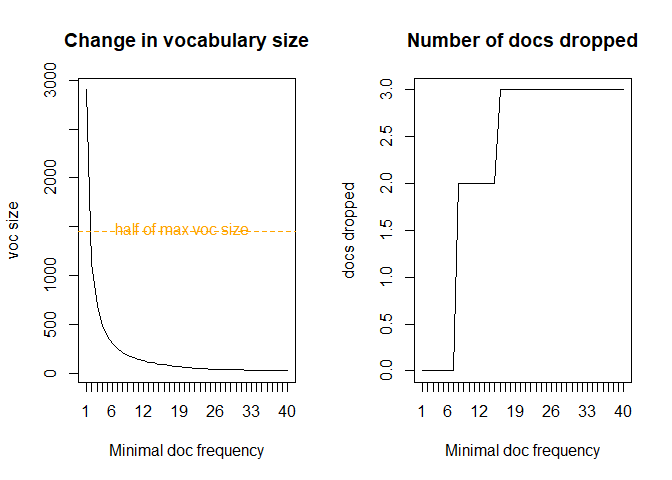 Change in vocabulary size
voc size
3000
2000
1000
500
0
half of max voc size
1 6 12 19 26 33 40
Minimal doc frequency
Number of docs dropped
docs dropped
3.0
2.5
2.0
1.5
1.0
0.5
0.0
1 6 12 19 26 33 40
Minimal doc frequency